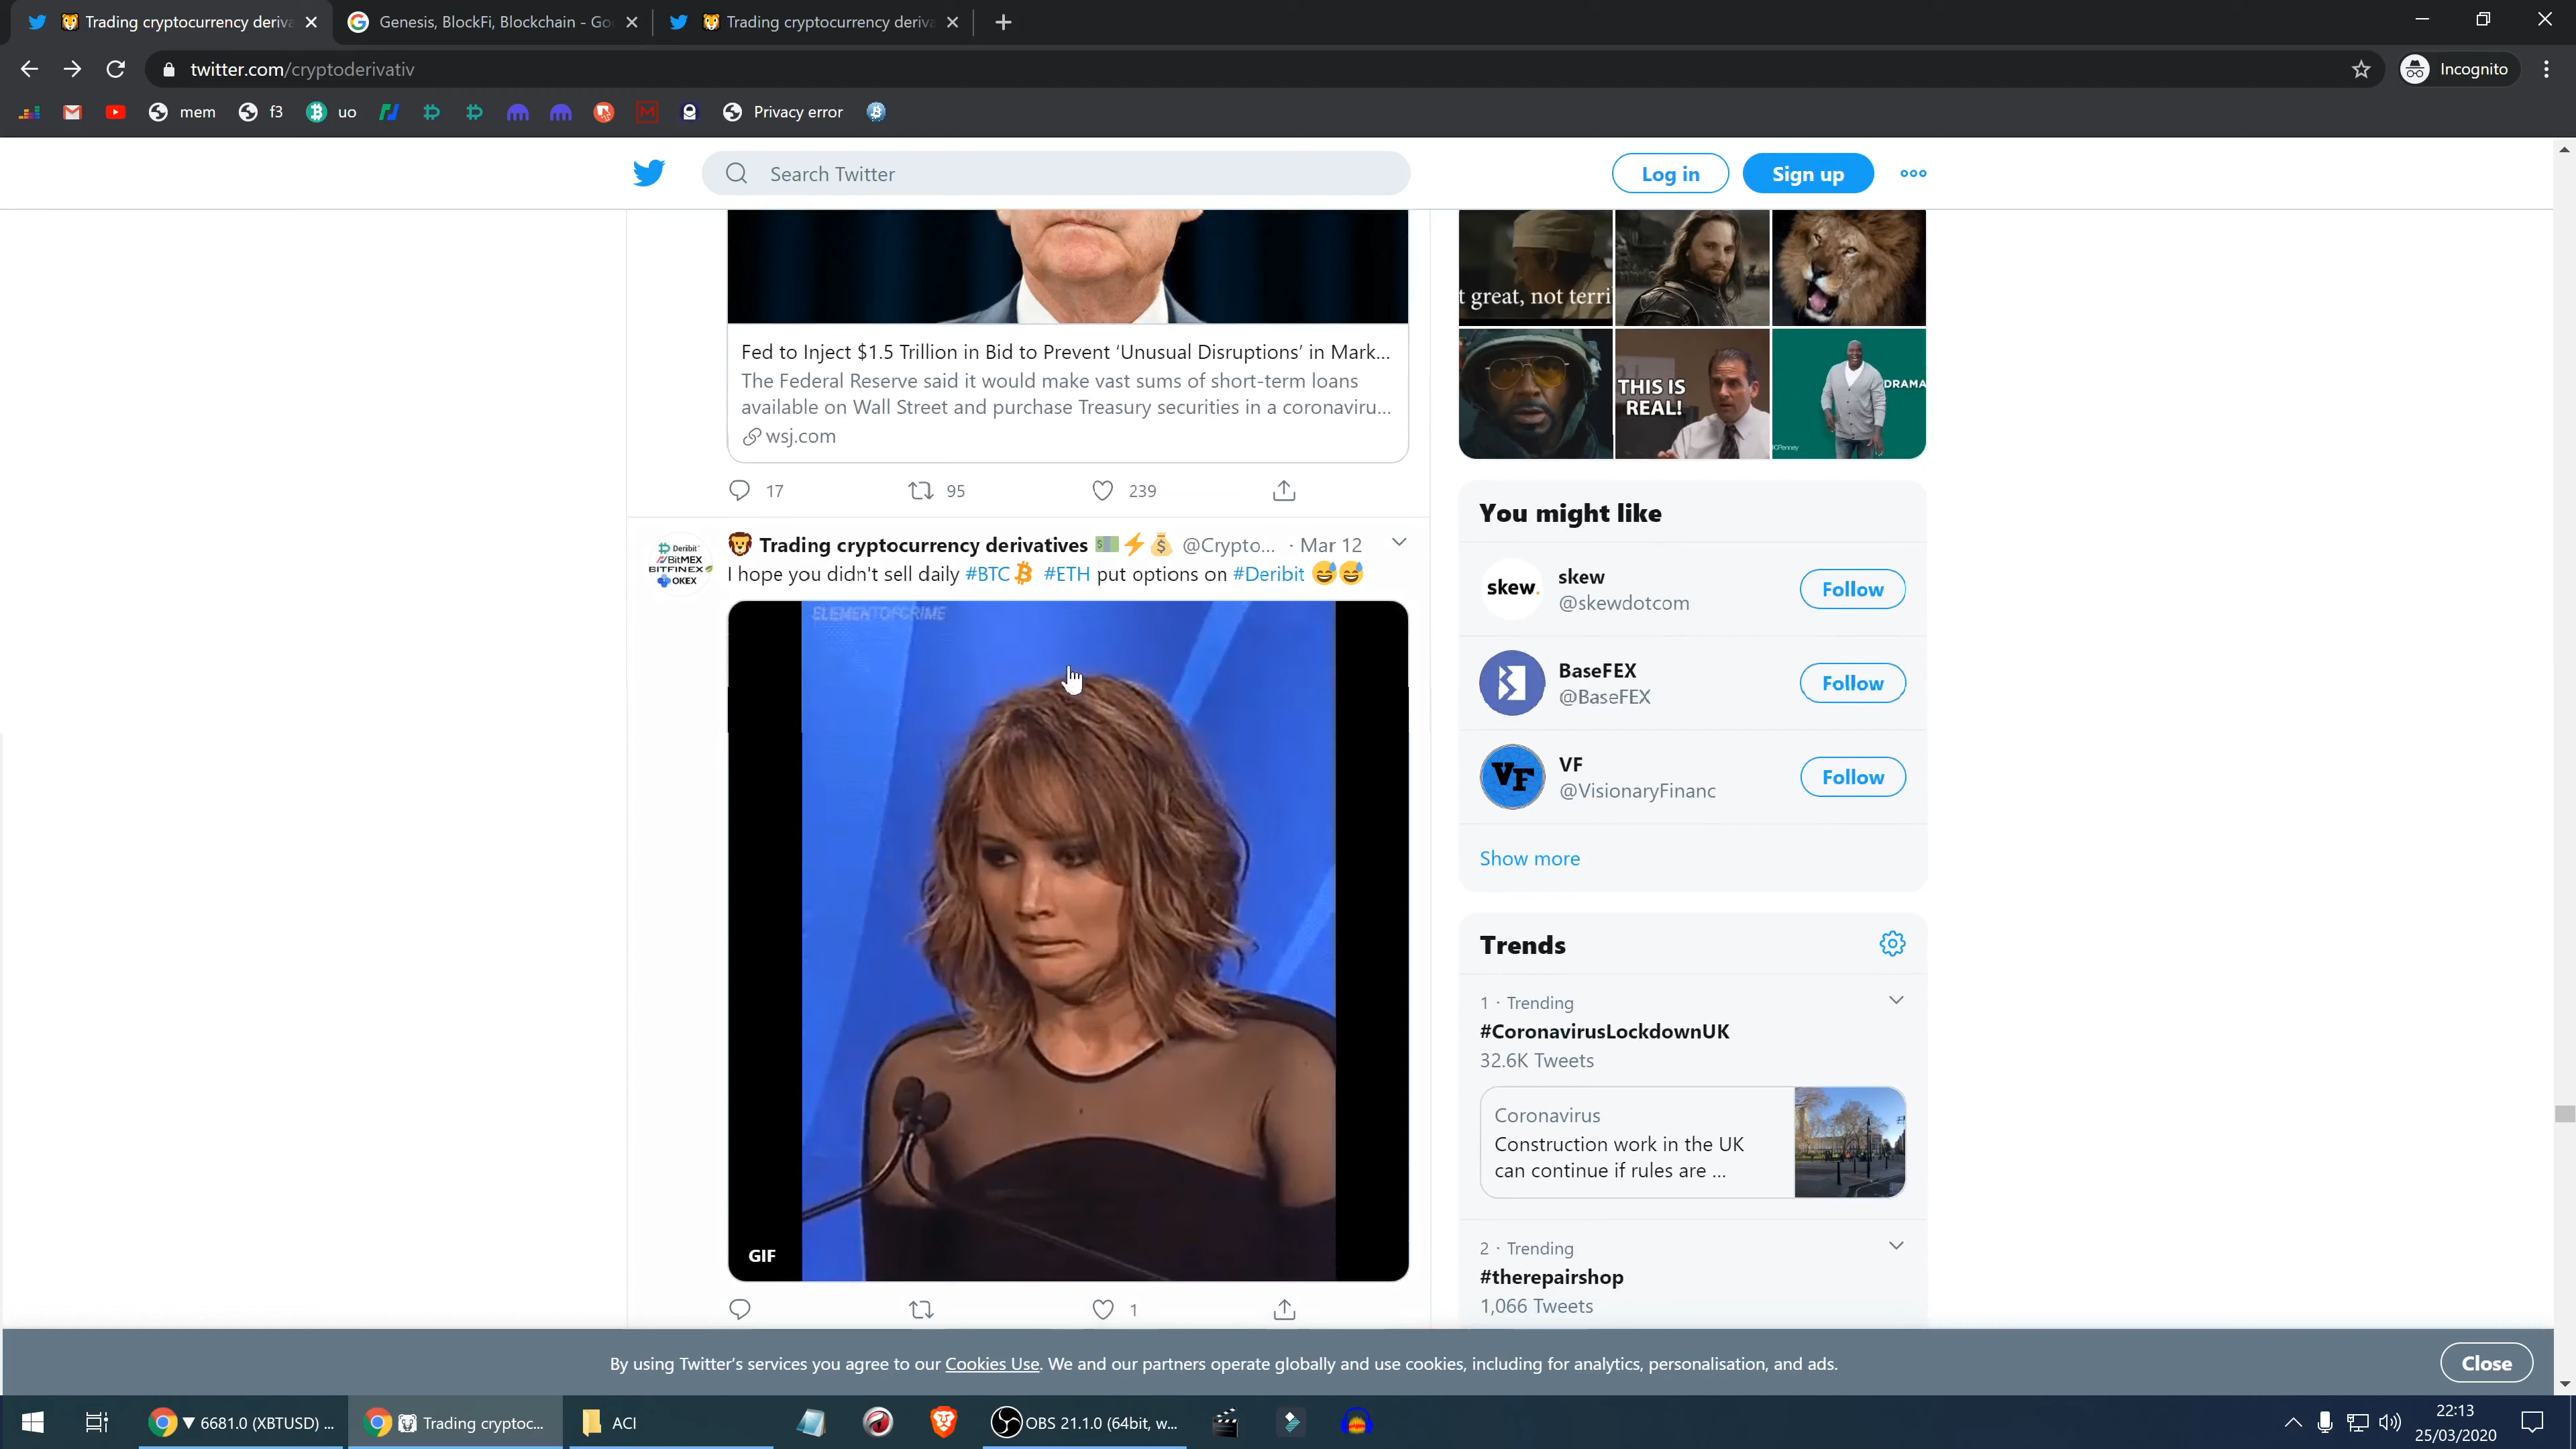 Trading cryptocurrency deriva
Genesis, BlockFi, Blockchain - Go
Trading cryptocurrency deriva
twitter.com/cryptoderivativ
Incognito
mem
f3
uo
Privacy error
Search Twitter
Log in
Sign up
Fed to Inject $1.5 Trillion in Bid to Prevent ‘Unusual Disruptions’ in Mark...
The Federal Reserve said it would make vast sums of short-term loans
available on Wall Street and purchase Treasury securities in a coronaviru...
wsj.com
17
95
239
Deribit
BitMEX
BITFINEX
OKEX
🦁 Trading cryptocurrency derivatives 💵⚡💰 @Crypto... · Mar 12
I hope you didn't sell daily #BTC #ETH put options on #Deribit 😅😅
ELEMENTOFCRIME
GIF
1
t great, not terri
THIS IS
REAL!
DRAMA
JCPenney
You might like
skew.
skew
@skewdotcom
Follow
BaseFEX
@BaseFEX
Follow
VF
VF
@VisionaryFinanc
Follow
Show more
Trends
1 · Trending
#CoronavirusLockdownUK
32.6K Tweets
Coronavirus
Construction work in the UK
can continue if rules are ...
2 · Trending
#therepairshop
1,066 Tweets
By using Twitter’s services you agree to our Cookies Use. We and our partners operate globally and use cookies, including for analytics, personalisation, and ads.
Close
▼ 6681.0 (XBTUSD) ...
Trading cryptoc...
ACI
OBS 21.1.0 (64bit, w...
22:13
25/03/2020